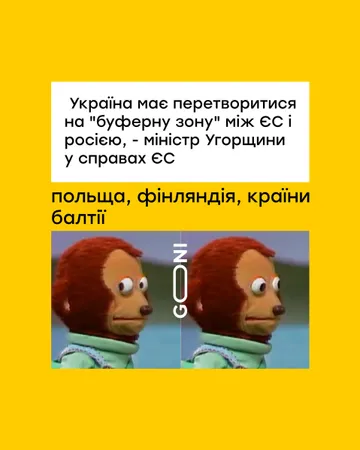 Україна має перетворитися
на "буферну зону" між ЄС і
росією, - міністр Угорщини
у справах ЄС
польща, фінляндія, країни
балтії
GONI